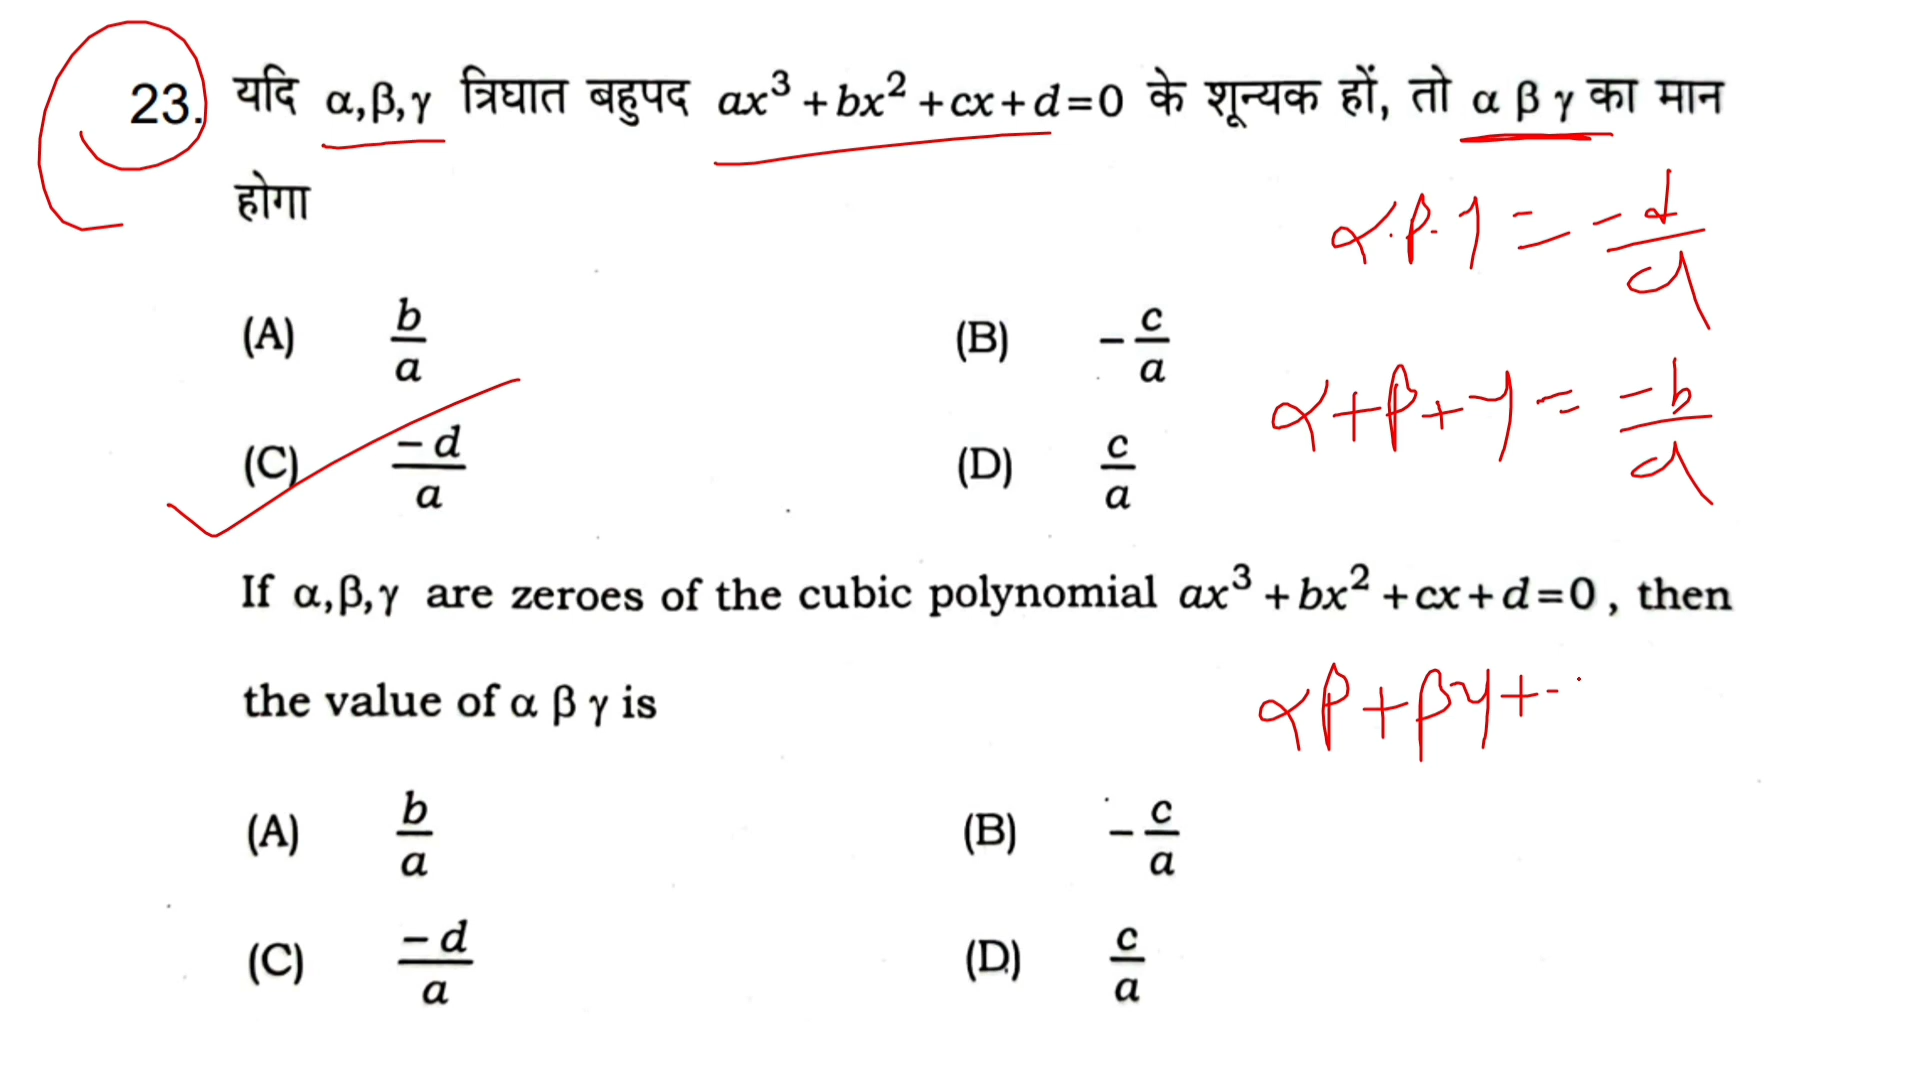 23. यदि α,β,γ त्रिघात बहुपद ax³+bx²+cx+d=0 के शून्यक हों, तो α β γ का मान
होगा
α.β.γ = -d/a
(A) b/a (B) -c/a
α+β+γ = -b/a
(C) -d/a (D) c/a
If α,β,γ are zeroes of the cubic polynomial ax³+bx²+cx+d=0, then
the value of α β γ is
αβ+βγ+-
(A) b/a (B) -c/a
(C) -d/a (D) c/a